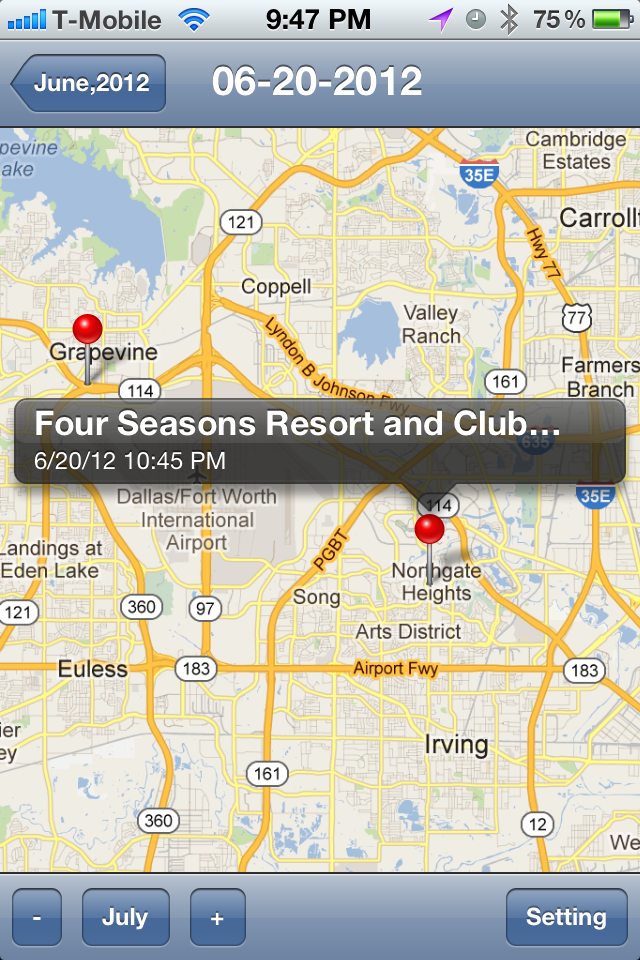 T-Mobile 9:47 PM 75%
June,2012 06-20-2012
pevine
ake
Cambridge
Estates
35E
Carrollt
121
Hwy 77
Coppell
77
Valley
Ranch
Lyndon B Johnson Fwy
Grapevine
Farmers
Branch
114
161
Four Seasons Resort and Club...
6/20/12 10:45 PM
635
114
35E
Dallas/Fort Worth
International
Airport
PGBT
Landings at
Eden Lake
Northgate
Heights
Song
121
360
97
Arts District
Euless
183
Airport Fwy
183
ier
ey
Irving
161
360
12
We
- July + Setting